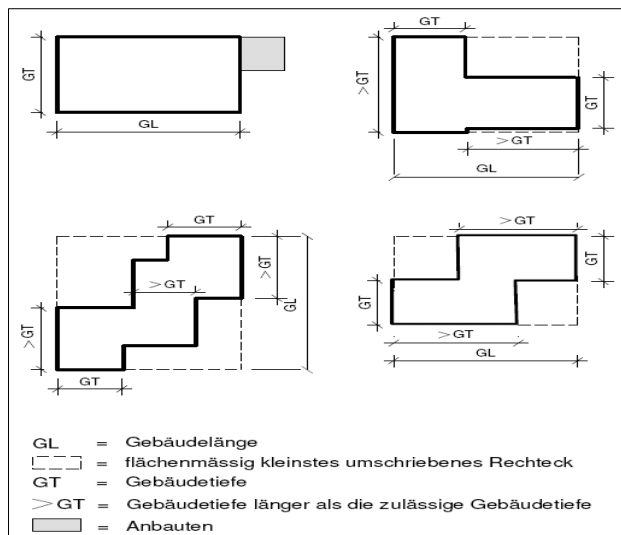 GT
GT
GL
>GT
GT
>GT
GL
GT
>GT
>GT
GL
>GT
GT
>GT
GT
GT
>GT
GL
GL = Gebäudelänge
= flächenmässig kleinstes umschriebenes Rechteck
GT = Gebäudetiefe
>GT = Gebäudetiefe länger als die zulässige Gebäudetiefe
= Anbauten